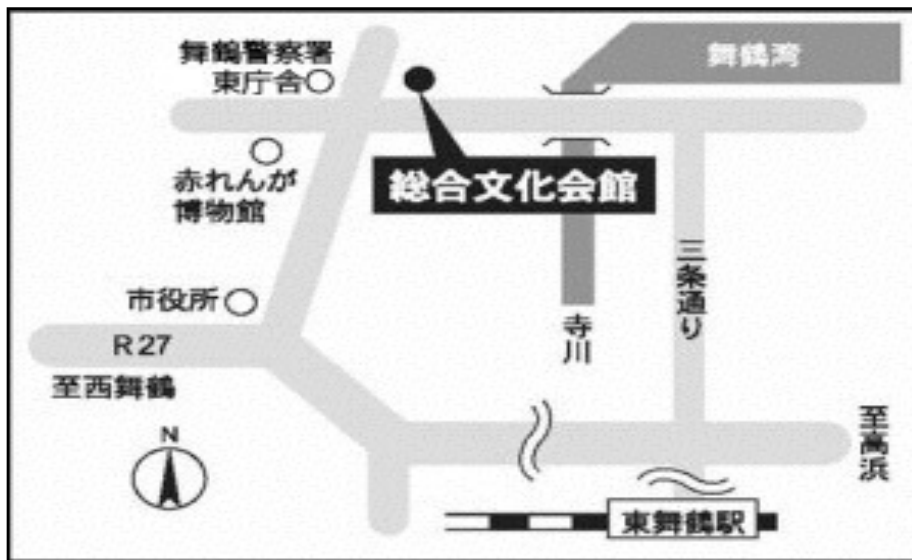 舞鶴警察署
東庁舎
舞鶴湾
赤れんが
博物館
総合文化会館
市役所
三条通り
寺川
R27
至西舞鶴
至高浜
N
東舞鶴駅